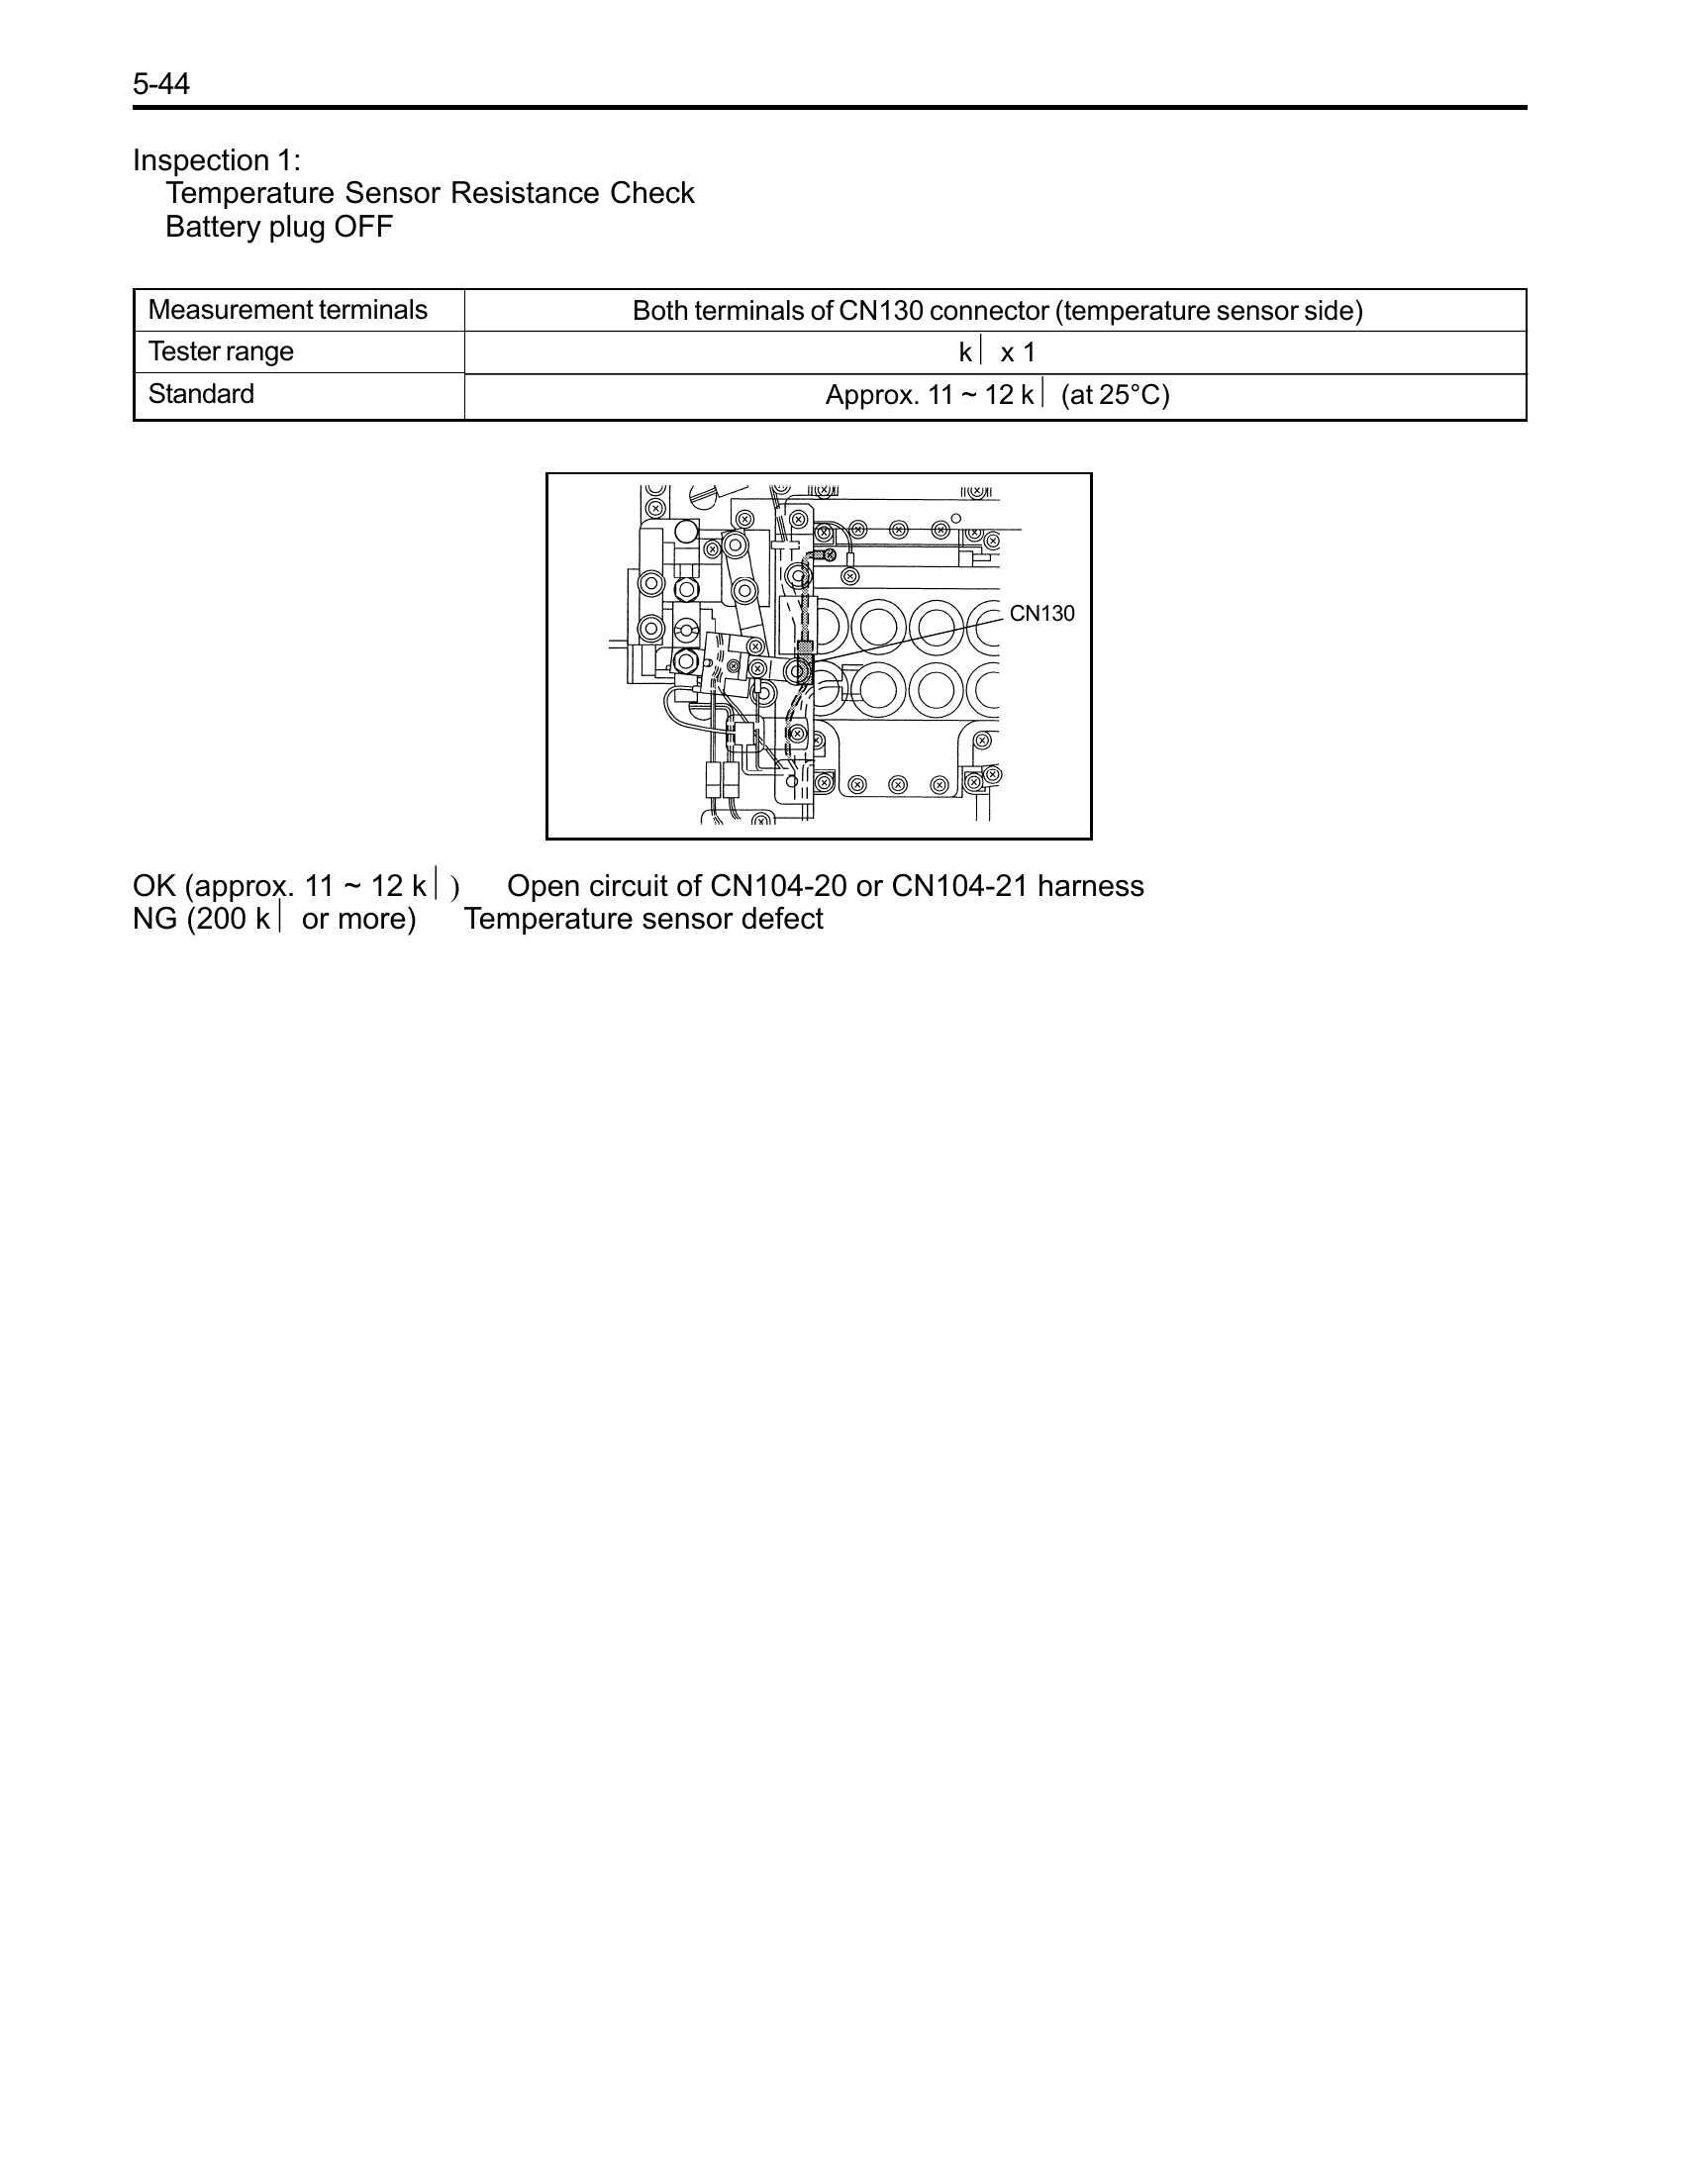 5-44
Inspection 1:
Temperature Sensor Resistance Check
Battery plug OFF
Measurement terminals Both terminals of CN130 connector (temperature sensor side)
Tester range k⏐ x 1
Standard Approx. 11 ~ 12 k⏐ (at 25°C)
CN130
OK (approx. 11 ~ 12 k⏐ ) Open circuit of CN104-20 or CN104-21 harness
NG (200 k⏐ or more) Temperature sensor defect